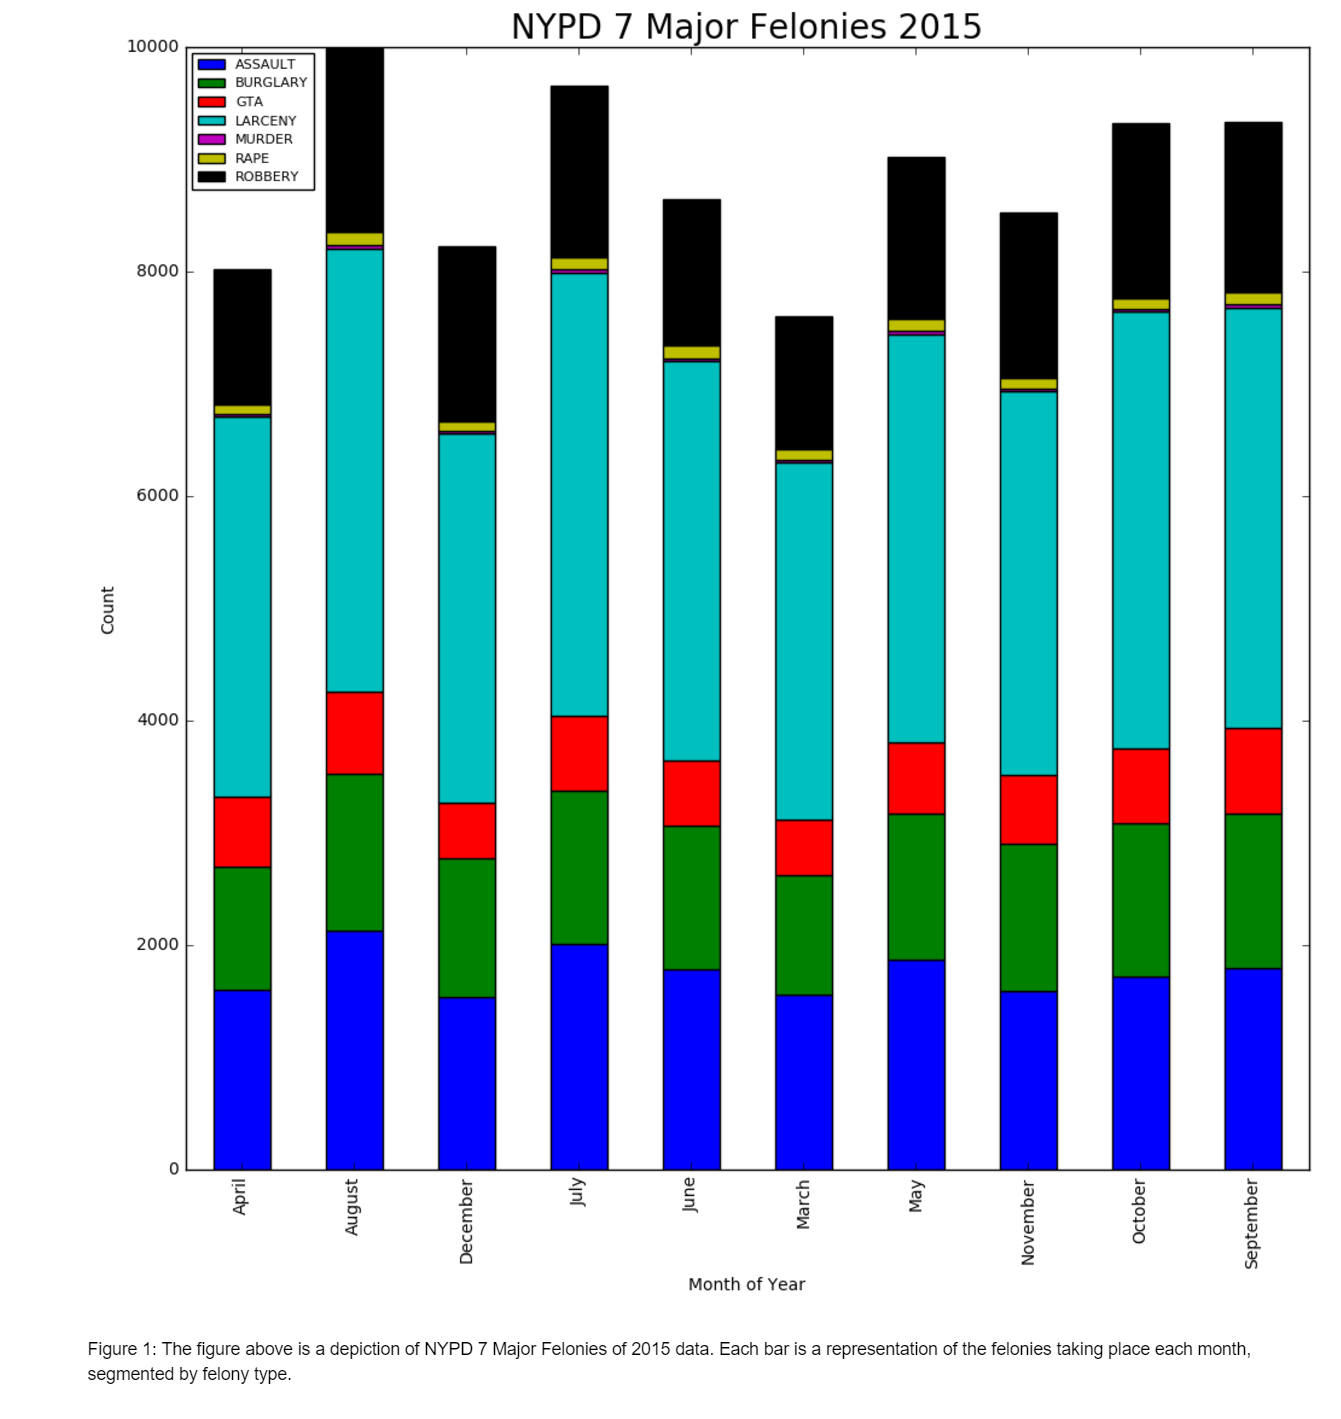 NYPD 7 Major Felonies 2015
10000
8000
6000
4000
2000
0
Count
ASSAULT
BURGLARY
GTA
LARCENY
MURDER
RAPE
ROBBERY
April
August
December
July
June
March
May
November
October
September
Month of Year
Figure 1: The figure above is a depiction of NYPD 7 Major Felonies of 2015 data. Each bar is a representation of the felonies taking place each month,
segmented by felony type.